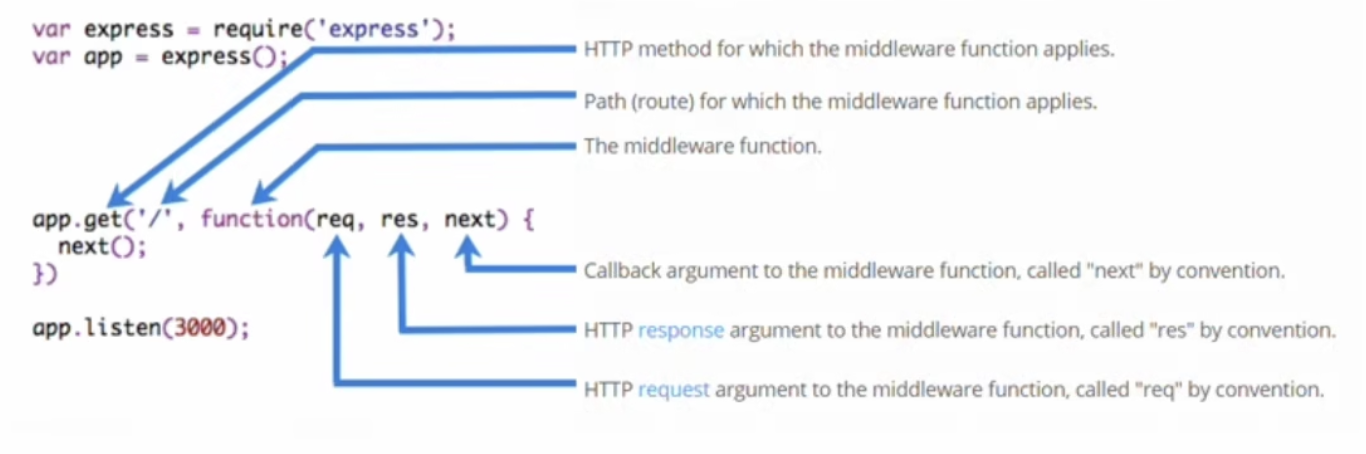 var express = require('express');
var app = express();
HTTP method for which the middleware function applies.
Path (route) for which the middleware function applies.
The middleware function.
app.get('/', function(req, res, next) {
next();
})
Callback argument to the middleware function, called "next" by convention.
app.listen(3000);
HTTP response argument to the middleware function, called "res" by convention.
HTTP request argument to the middleware function, called "req" by convention.